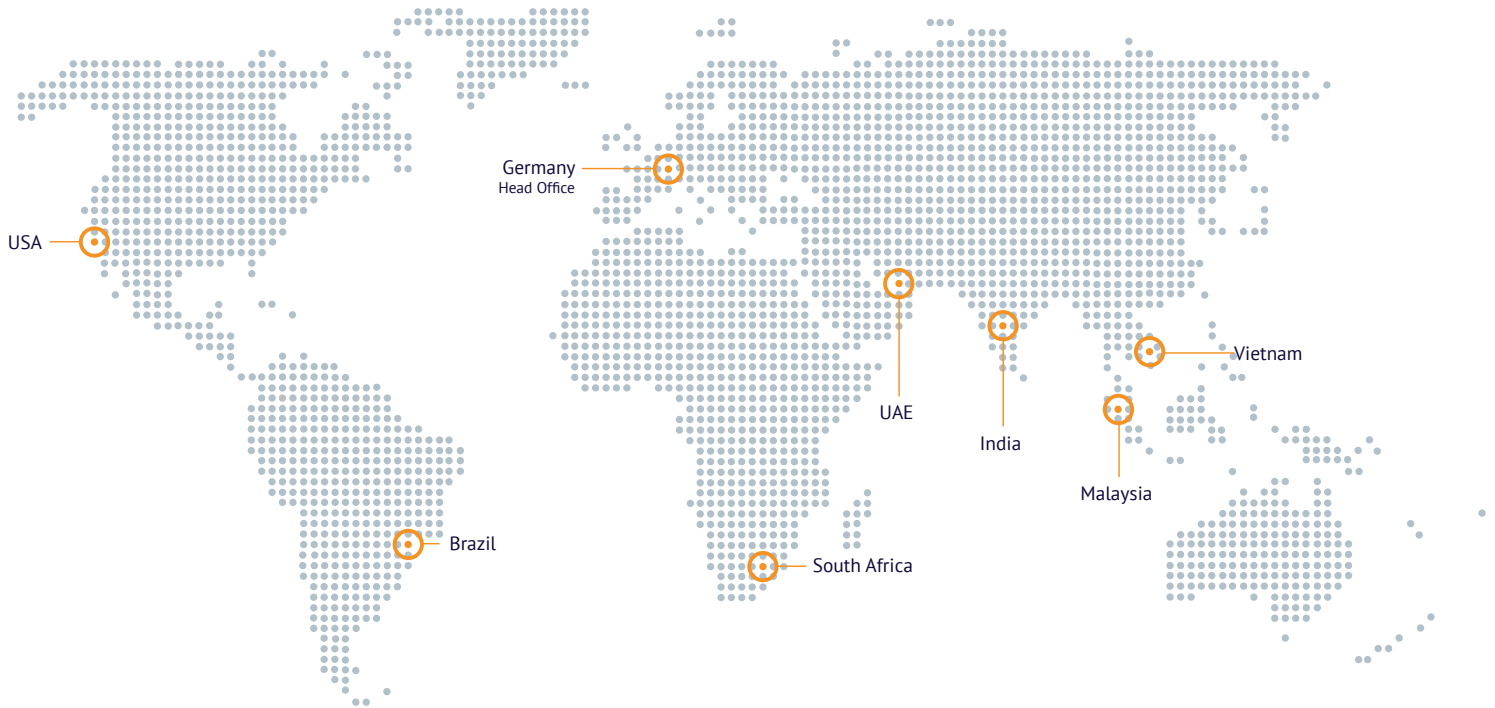 Germany
Head Office
USA
Vietnam
UAE
India
Malaysia
Brazil
South Africa